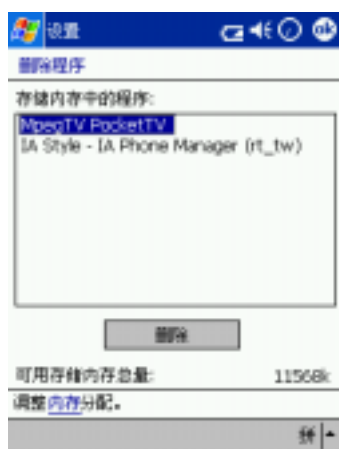 设置 ok
删除程序
存储内存中的程序:
MpegTV PocketTV
IA Style - IA Phone Manager (rt_tw)
删除
可用存储内存总量: 11568k
调整内存分配。
拼